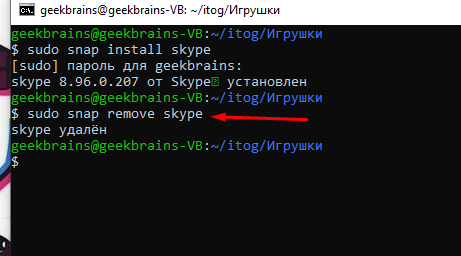 geekbrains@geekbrains-VB: ~/itog/Игрушки
geekbrains@geekbrains-VB:~/itog/Игрушки
$ sudo snap install skype
[sudo] пароль для geekbrains:
skype 8.96.0.207 от Skype✓ установлен
geekbrains@geekbrains-VB:~/itog/Игрушки
$ sudo snap remove skype
skype удалён
geekbrains@geekbrains-VB:~/itog/Игрушки
$